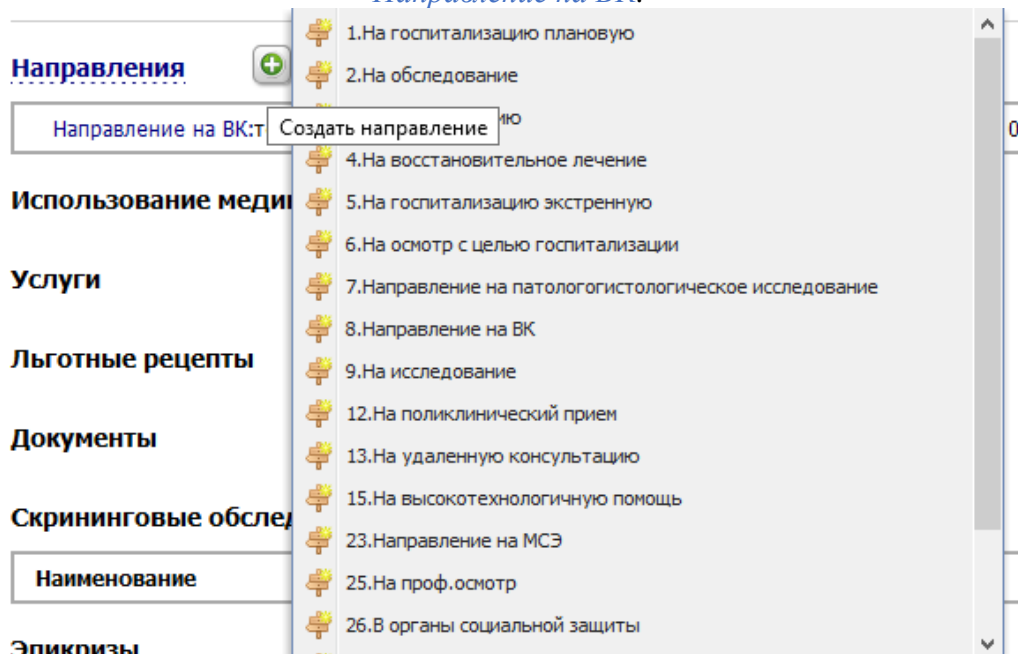 Направление на ВК.
Направления
1.На госпитализацию плановую
2.На обследование
Создать направление
ию
Направление на ВК:т
0
4.На восстановительное лечение
Использование меди
5.На госпитализацию экстренную
6.На осмотр с целью госпитализации
Услуги
7.Направление на патологогистологическое исследование
8.Направление на ВК
Льготные рецепты
9.На исследование
12.На поликлинический прием
Документы
13.На удаленную консультацию
15.На высокотехнологичную помощь
Скрининговые обслед
23.Направление на МСЭ
Наименование
25.На проф.осмотр
26.В органы социальной защиты
Эпикризы